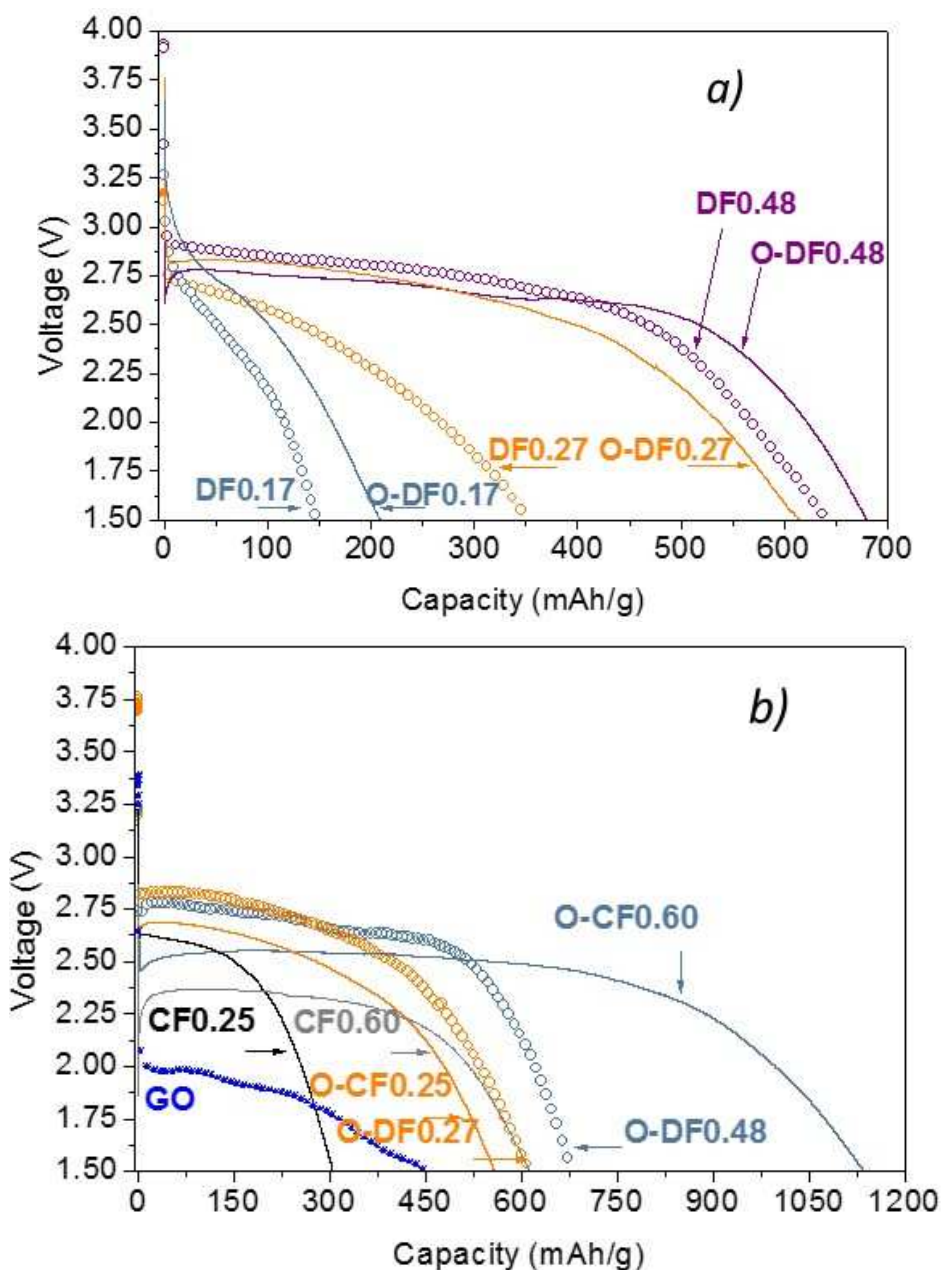 4.00
a)
3.75
3.50
3.25
DF0.48
3.00
O-DF0.48
2.75
Voltage (V)
2.50
2.25
2.00
DF0.27 O-DF0.27
1.75
DF0.17 O-DF0.17
1.50
0 100 200 300 400 500 600 700
Capacity (mAh/g)
4.00
b)
3.75
3.50
3.25
3.00
2.75
O-CF0.60
Voltage (V)
2.50
2.25
CF0.25 CF0.60
2.00
O-CF0.25
GO
1.75
O-DF0.27 O-DF0.48
1.50
0 150 300 450 600 750 900 1050 1200
Capacity (mAh/g)